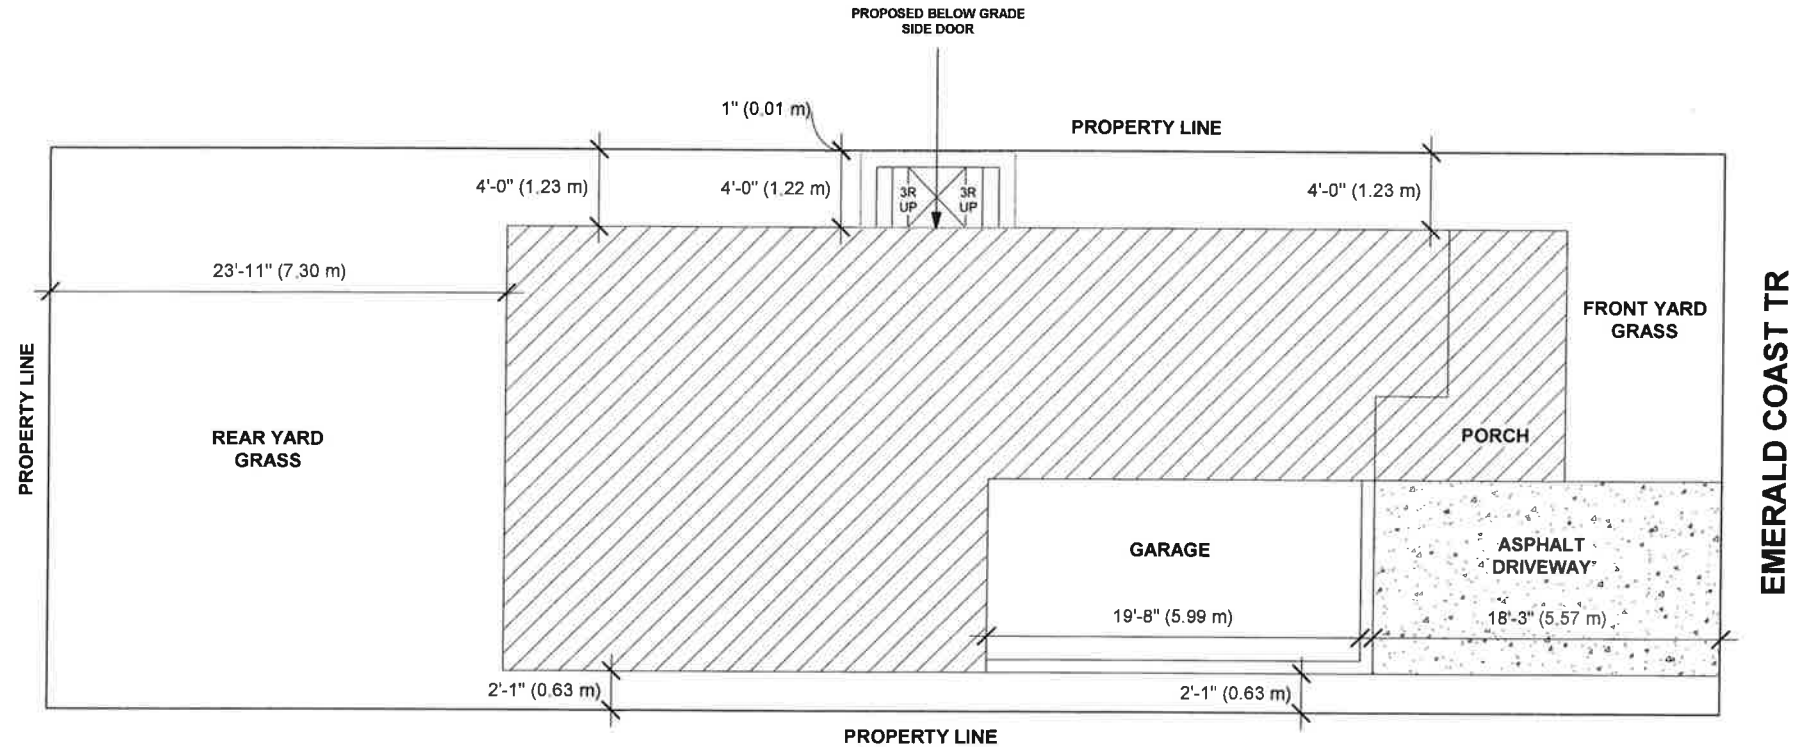 PROPOSED BELOW GRADE
SIDE DOOR
1" (0.01 m)
PROPERTY LINE
4'-0" (1.23 m)
4'-0" (1.22 m)
3R
UP
3R
UP
4'-0" (1.23 m)
23'-11" (7.30 m)
FRONT YARD
GRASS
EMERALD COAST TR
PROPERTY LINE
REAR YARD
GRASS
PORCH
GARAGE
ASPHALT
DRIVEWAY
19'-8" (5.99 m)
18'-3" (5.57 m)
2'-1" (0.63 m)
2'-1" (0.63 m)
PROPERTY LINE